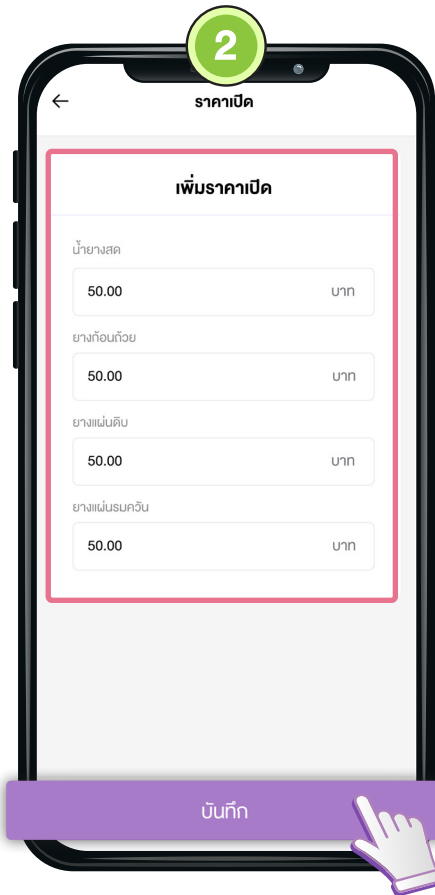 2
ราคาเปิด
เพิ่มราคาเปิด
น้ำยางสด
50.00 บาท
ยางก้อนถ้วย
50.00 บาท
ยางแผ่นดิบ
50.00 บาท
ยางแผ่นรมควัน
50.00 บาท
บันทึก